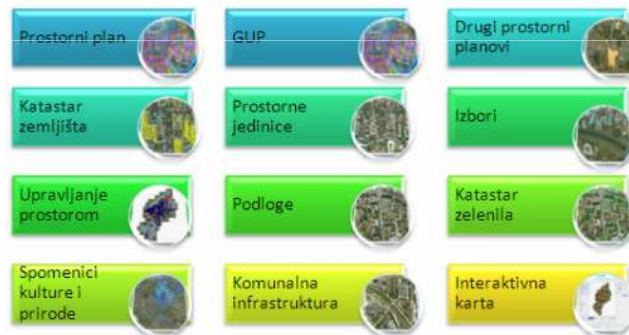 Prostorni plan
GUP
Drugi prostorni
planovi
Katastar
zemljišta
Prostorne
jedinice
Izbori
Upravljanje
prostorom
Podloge
Katastar
zelenila
Spomenici
kulture i
prirode
Komunalna
infrastruktura
Interaktivna
karta